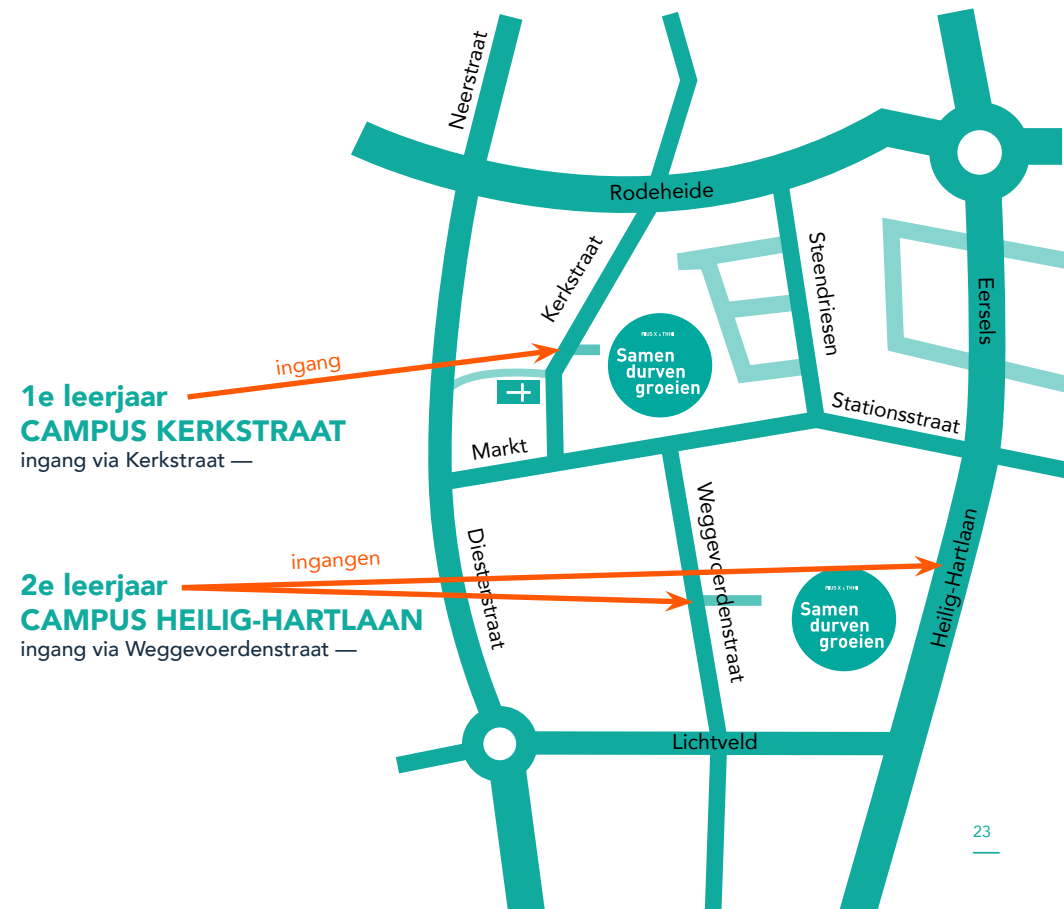 Neerstraat
Rodeheide
Kerkstraat
Steendriesen
Eersels
ingang
Samen
durven
groeien
1e leerjaar
CAMPUS KERKSTRAAT
ingang via Kerkstraat —
Markt
Stationsstraat
Weggevoerdenstraat
Diesterstraat
Heilig-Hartlaan
ingangen
2e leerjaar
CAMPUS HEILIG-HARTLAAN
ingang via Weggevoerdenstraat —
Samen
durven
groeien
Lichtveld
23